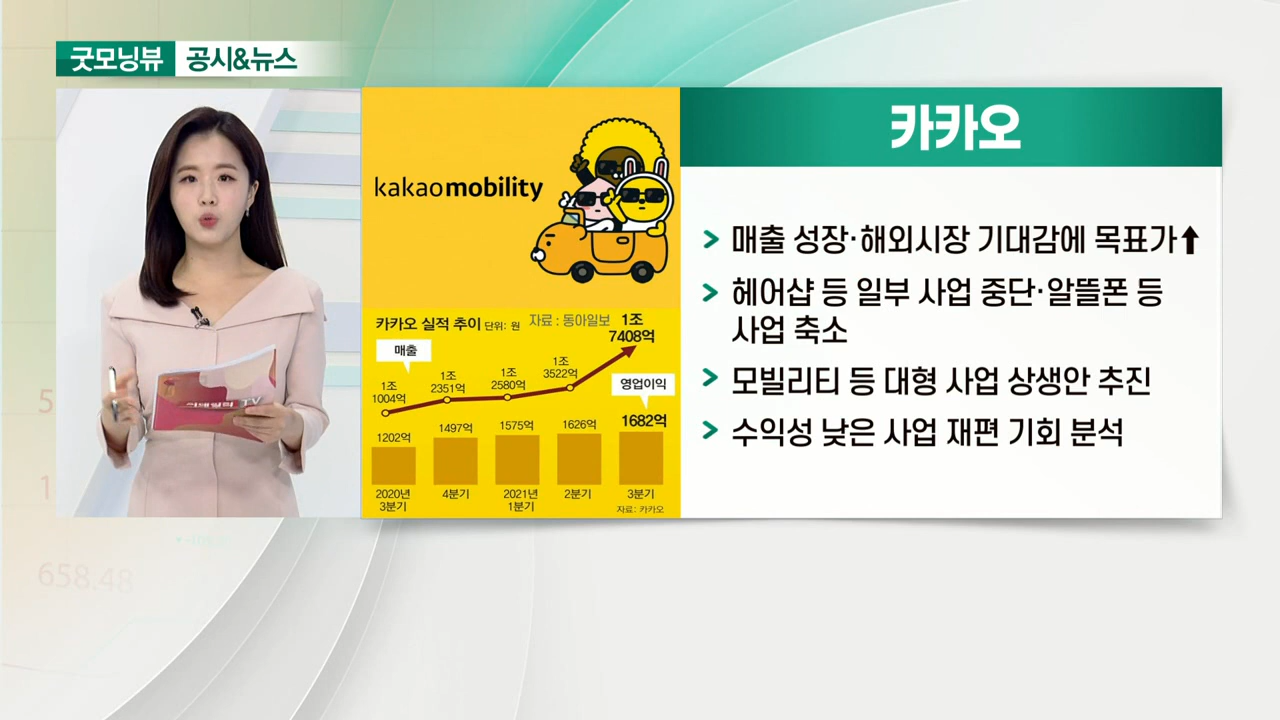 굿모닝뷰 공시&뉴스
kakaomobility
카카오 실적 추이 단위: 원 자료 : 동아일보
매출
1조
1004억
1조
2351억
1조
2580억
1조
3522억
1조
7408억
영업이익
1202억
1497억
1575억
1626억
1682억
2020년
3분기
4분기
2021년
1분기
2분기
3분기
자료: 카카오
카카오
> 매출 성장·해외시장 기대감에 목표가⬆
> 헤어샵 등 일부 사업 중단·알뜰폰 등
사업 축소
> 모빌리티 등 대형 사업 상생안 추진
> 수익성 낮은 사업 재편 기회 분석
이데일리 TV
658.48